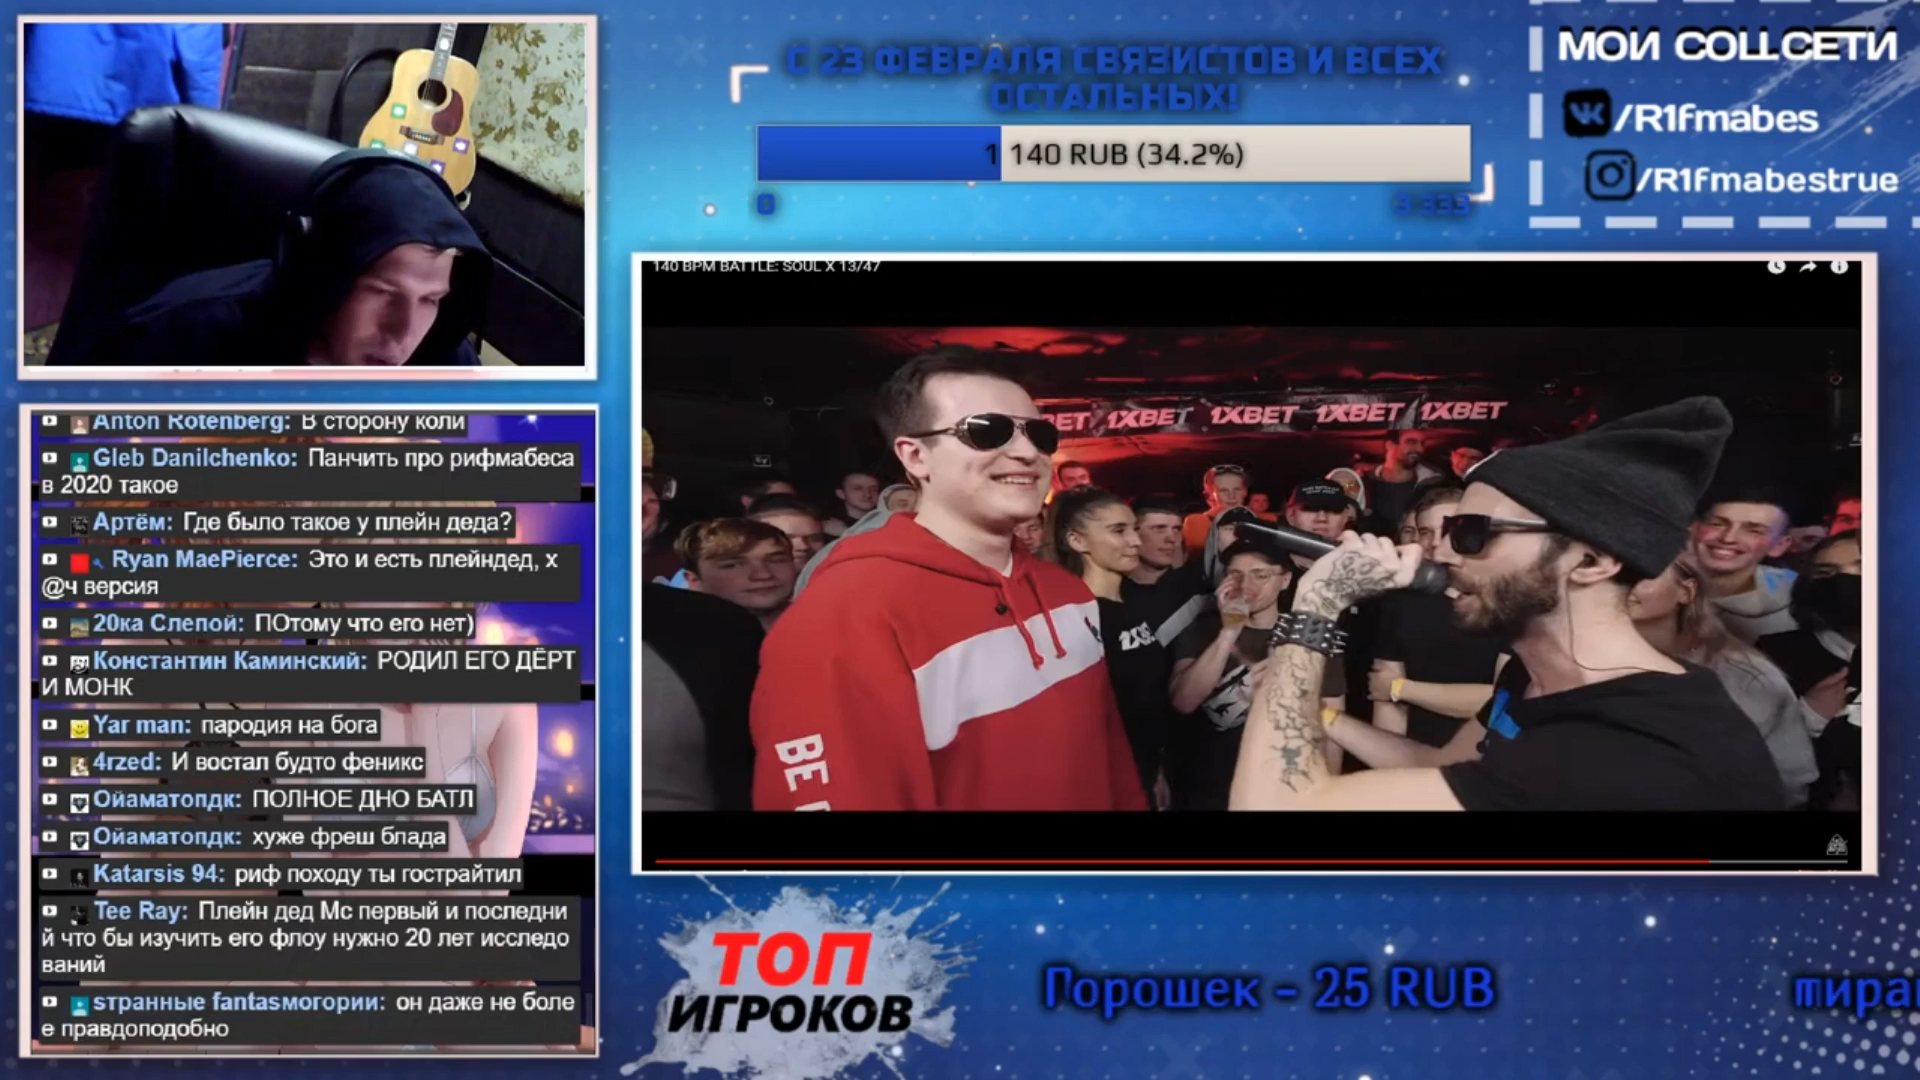 С 23 ФЕВРАЛЯ СВЯЗИСТОВ И ВСЕХ
ОСТАЛЬНЫХ!
1 140 RUB (34.2%)
0
3 333
МОИ СОЦСЕТИ
/R1fmabes
/R1fmabestrue
140 BPM BATTLE: SOUL X 13/47
1XBET 1XBET 1XBET 1XBET
BE
Anton Rotenberg: В сторону коли
Gleb Danilchenko: Панчить про рифмабеса
в 2020 такое
Артём: Где было такое у плейн деда?
Ryan MaePierce: Это и есть плейндед, х
@ч версия
20ка Слепой: ПОтому что его нет)
Константин Каминский: РОДИЛ ЕГО ДЁРТ
И МОНК
Yar man: пародия на бога
4rzed: И востал будто феникс
Ойаматопдк: ПОЛНОЕ ДНО БАТЛ
Ойаматопдк: хуже фреш блада
Katarsis 94: риф походу ты гострайтил
Tee Ray: Плейн дед Мс первый и последни
й что бы изучить его флоу нужно 20 лет исследо
ваний
sтранные fantasмогории: он даже не боле
е правдоподобно
ТОП
ИГРОКОВ
Порошек - 25 RUB